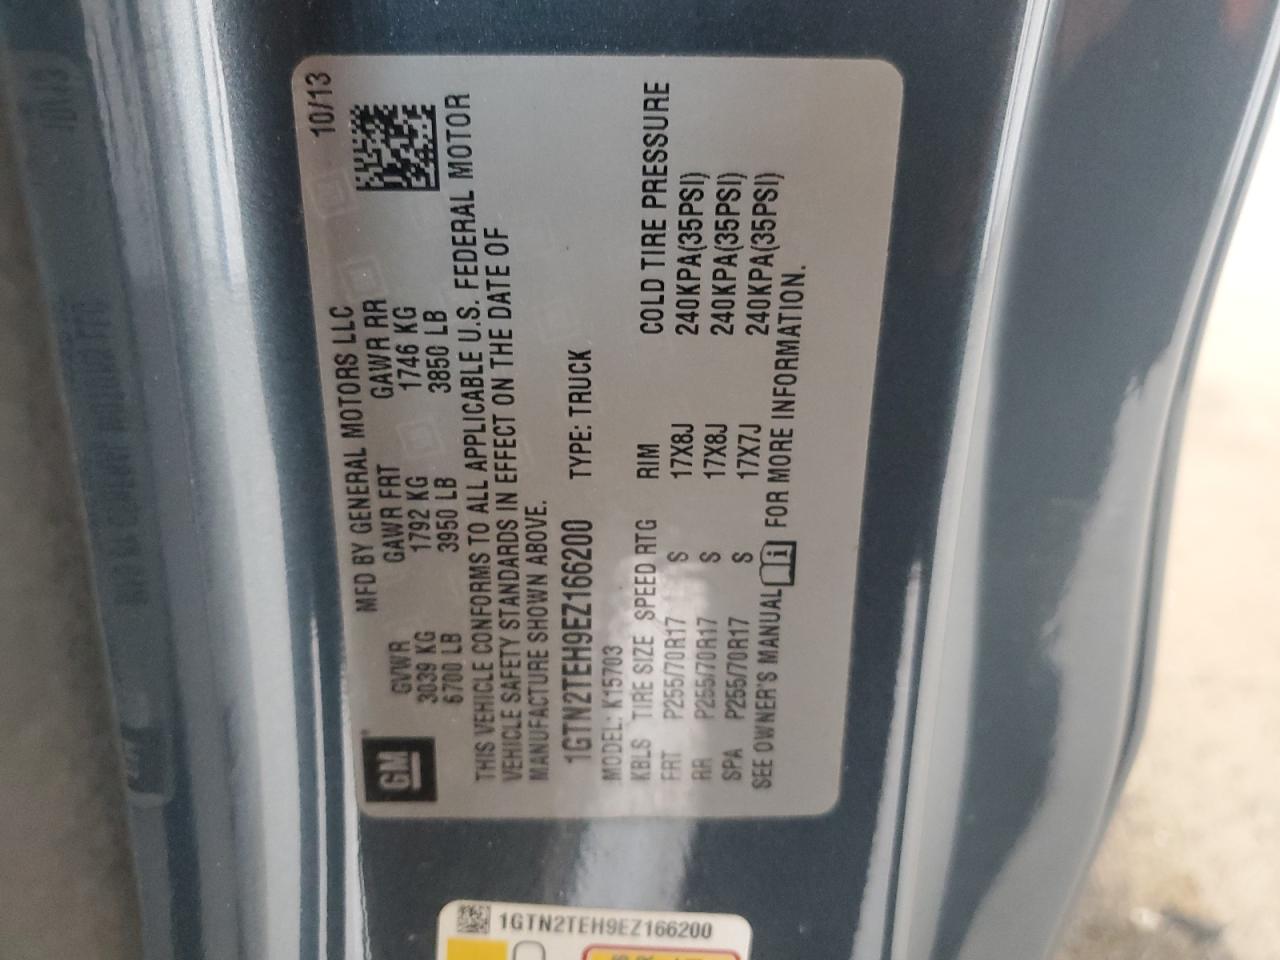 10/13
MFD BY GENERAL MOTORS LLC
GM
GVWR GAWR FRT GAWR RR
3039 KG 1792 KG 1746 KG
6700 LB 3950 LB 3850 LB
THIS VEHICLE CONFORMS TO ALL APPLICABLE U.S. FEDERAL MOTOR
VEHICLE SAFETY STANDARDS IN EFFECT ON THE DATE OF
MANUFACTURE SHOWN ABOVE.
1GTN2TEH9EZ166200 TYPE: TRUCK
MODEL: K15703
KBLS TIRE SIZE SPEED RTG RIM COLD TIRE PRESSURE
FRT P255/70R17 S 17X8J 240KPA(35PSI)
RR P255/70R17 S 17X8J 240KPA(35PSI)
SPA P255/70R17 S 17X7J 240KPA(35PSI)
SEE OWNER'S MANUAL i FOR MORE INFORMATION.
1GTN2TEH9EZ166200